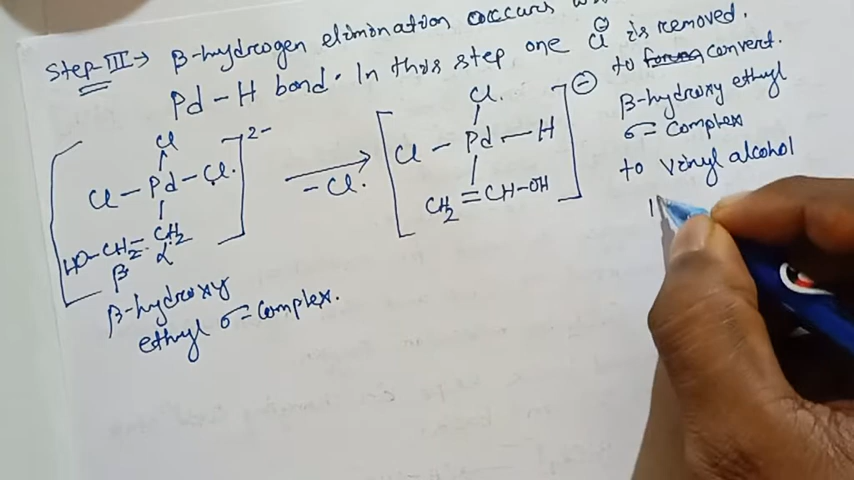 Step-III → β-hydrogen elimination occurs
Pd-H bond. In this step one Cl⊖ is removed.
to convert.
β-hydroxy ethyl
σ- complex
to vinyl alcohol
Cl
Cl-Pd-Cl.
HO-CH2-CH2
β α
2-
-Cl.
Cl.
Cl-Pd-H
CH2=CH-OH
⊖
β-hydroxy
ethyl σ-complex.